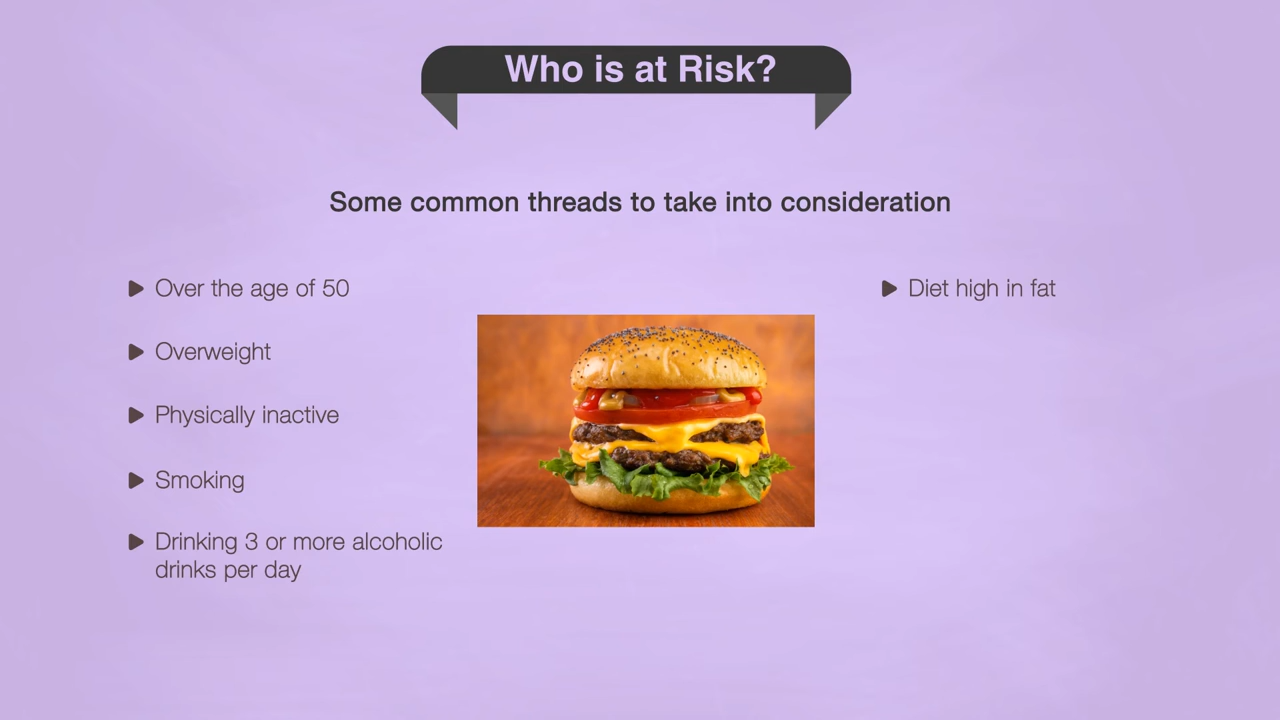 Who is at Risk?
Some common threads to take into consideration
Over the age of 50
Overweight
Physically inactive
Smoking
Drinking 3 or more alcoholic
drinks per day
Diet high in fat